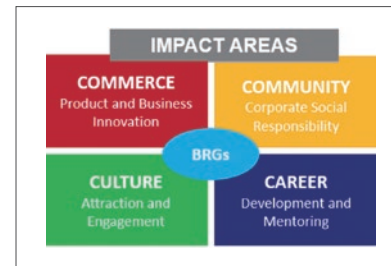 IMPACT AREAS
COMMERCE
Product and Business
Innovation
COMMUNITY
Corporate Social
Responsibility
BRGs
CULTURE
Attraction and
Engagement
CAREER
Development and
Mentoring